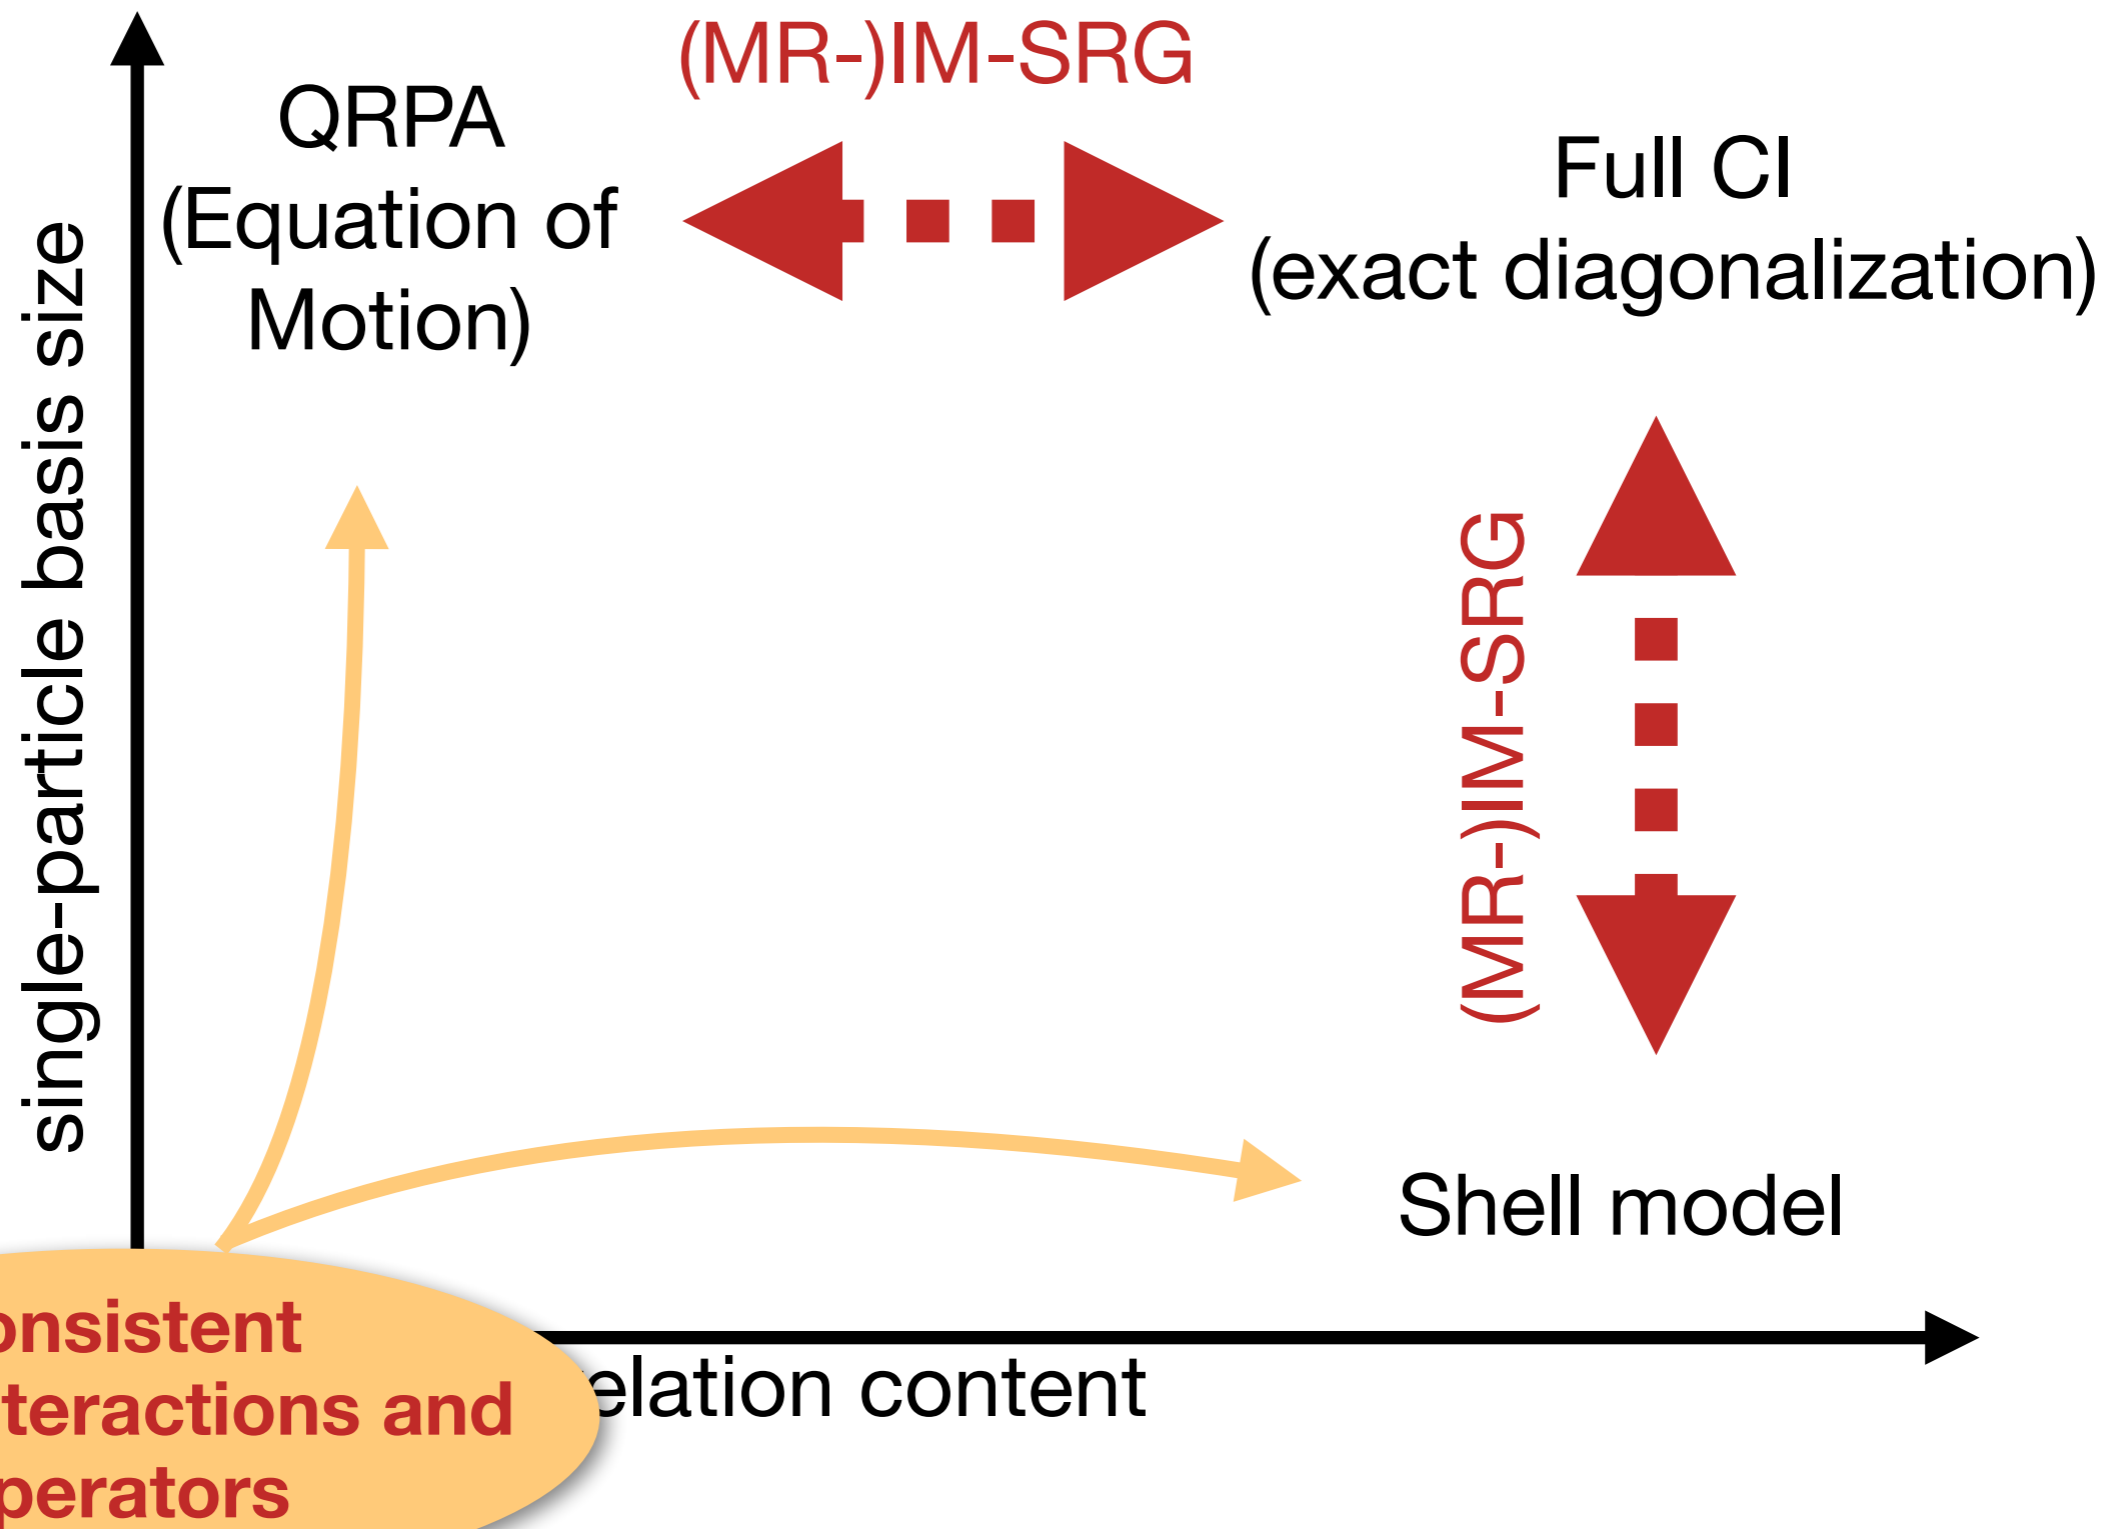 (MR-)IM-SRG
QRPA
(Equation of
Motion)
Full CI
(exact diagonalization)
single-particle basis size
(MR-)IM-SRG
Shell model
onsistent
teractions and
perators
elation content